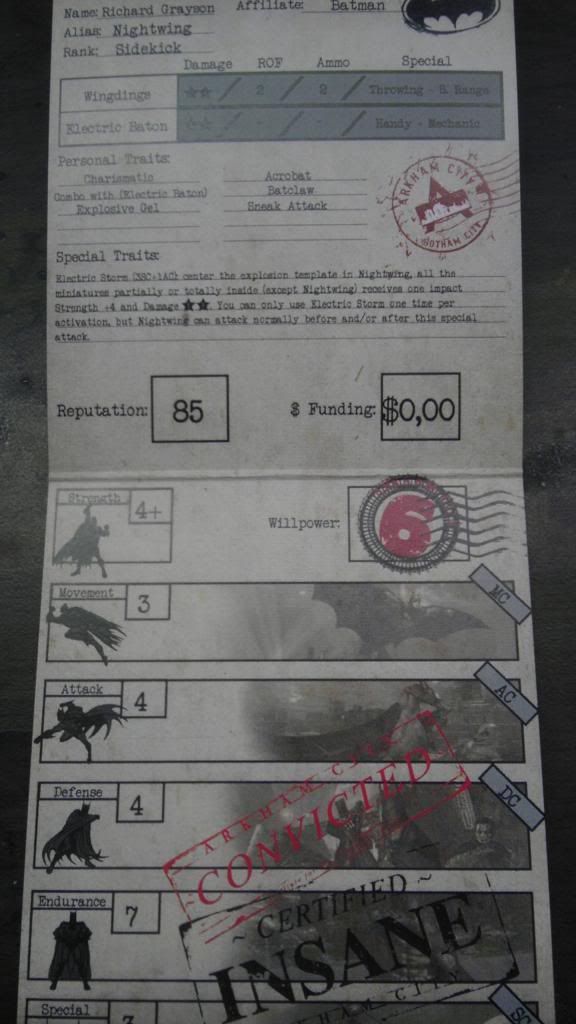 Name: Richard Grayson Affiliate: Batman
Alias: Nightwing
Rank: Sidekick
Damage ROF Ammo Special
Wingdings ★★ / 2 / 2 / Throwing - S. Range
Electric Baton ☆☆ / - / - / Handy - Mechanic
Personal Traits:
Charismatic Acrobat
Combo with (Electric Baton) Batclaw
Explosive Gel Sneak Attack
ARKHAM CITY
GOTHAM CITY
Special Traits:
Electric Storm (3SC+1AC): center the explosion template in Nightwing, all the
miniatures partially or totally inside (except Nightwing) receives one impact
Strength +4 and Damage ★★. You can only use Electric Storm one time per
activation, but Nightwing can attack normally before and/or after this special
attack.
Reputation: 85 $ Funding: $0,00
Strength 4+
Willpower: 6
Movement 3 MC
Attack 4 AC
Defense 4 DC
ARKHAM CITY
CONVICTED
Endurance 7
~ CERTIFIED ~
INSANE
ARKHAM CITY
Special 3 SC